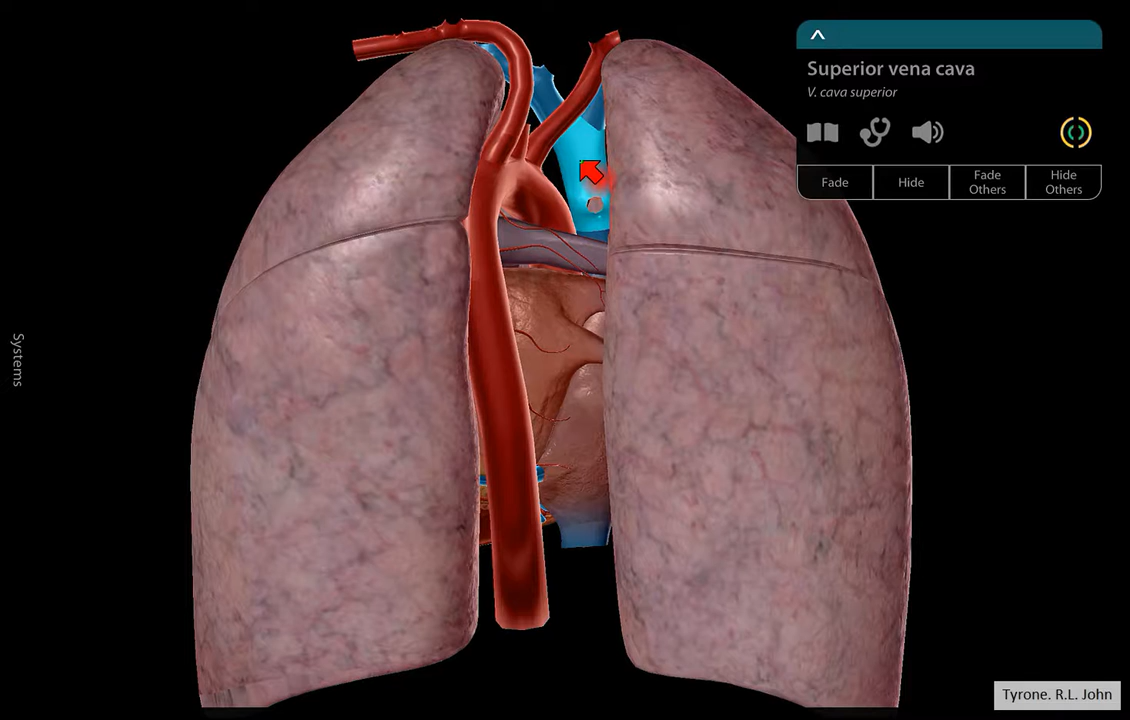 Systems
Superior vena cava
V. cava superior
Fade
Hide
Fade
Others
Hide
Others
Tyrone. R.L. John